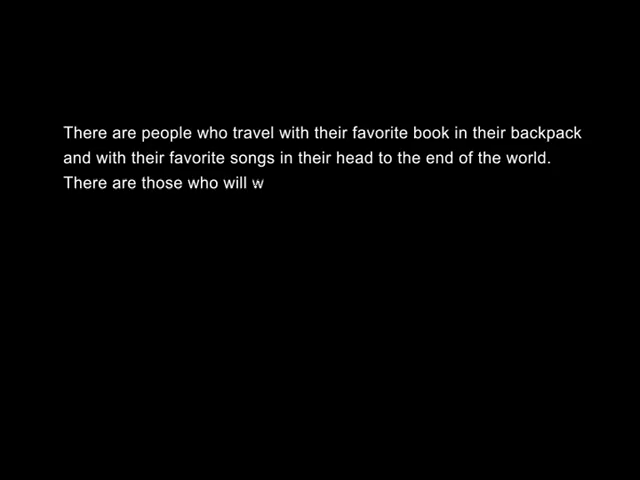 There are people who travel with their favorite book in their backpack
and with their favorite songs in their head to the end of the world.
There are those who will w